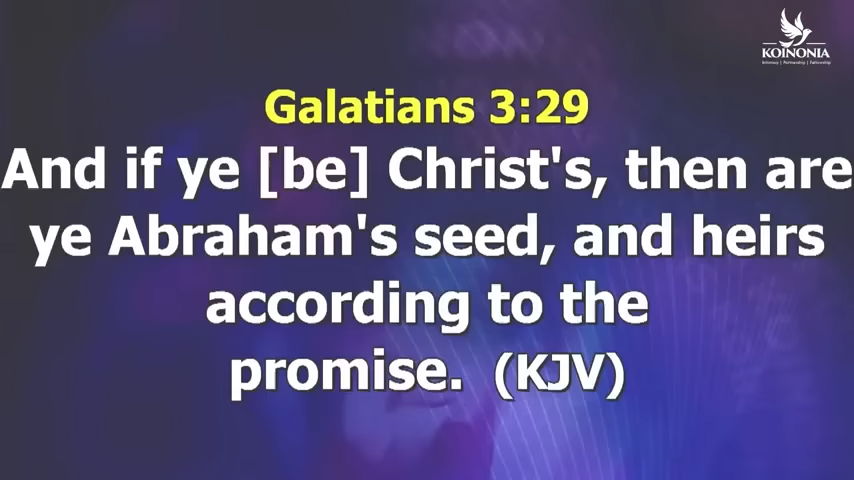 KOINONIA
Galatians 3:29
And if ye [be] Christ's, then are
ye Abraham's seed, and heirs
according to the
promise. (KJV)